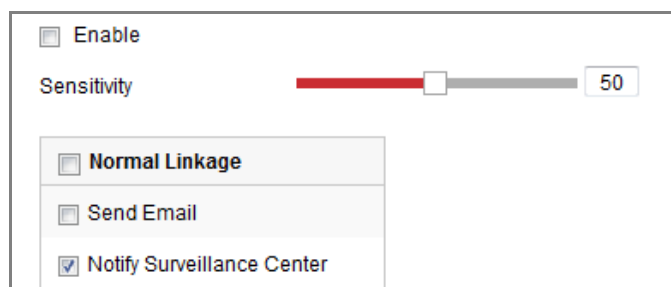 Enable
Sensitivity 50
Normal Linkage
Send Email
Notify Surveillance Center